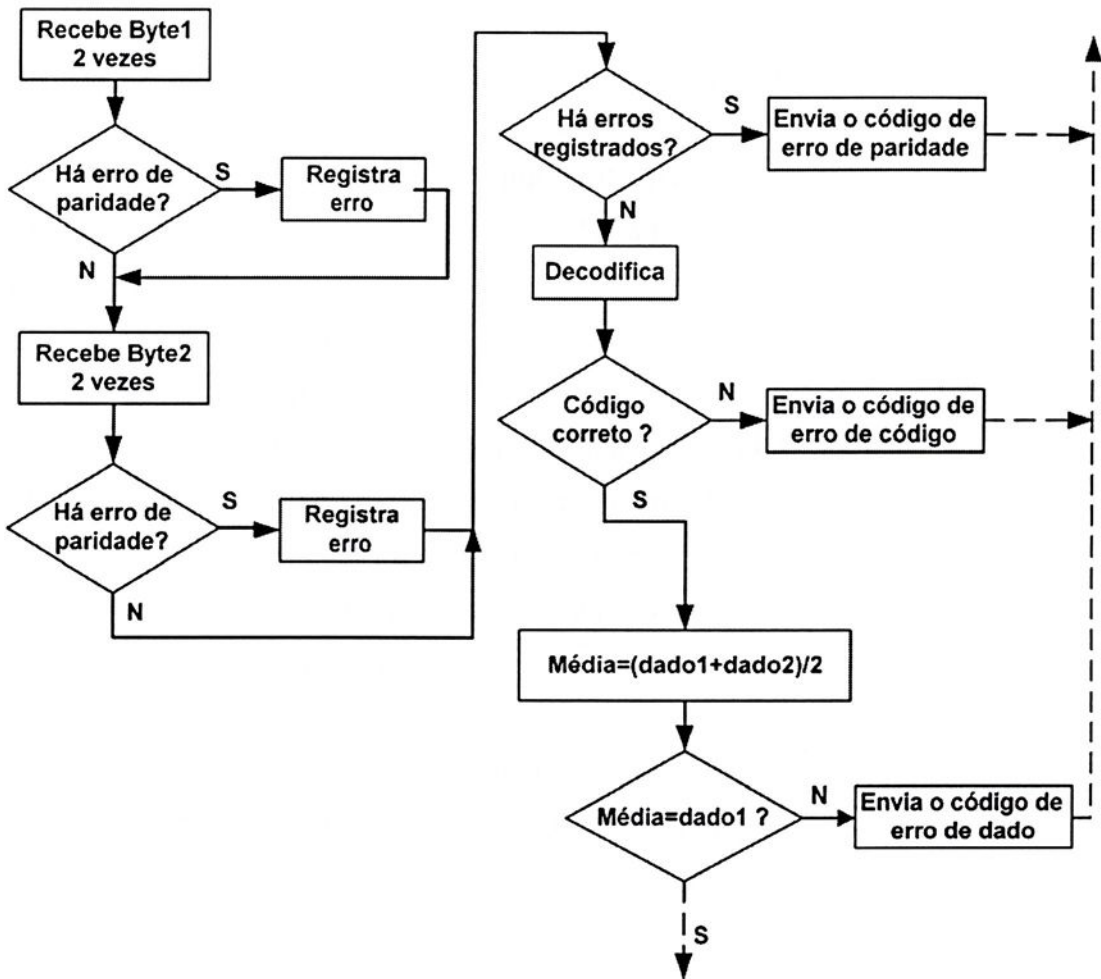 Recebe Byte1
2 vezes
Há erro de
paridade?
S
Registra
erro
N
Recebe Byte2
2 vezes
Há erro de
paridade?
S
Registra
erro
N
Há erros
registrados?
S
Envia o código de
erro de paridade
N
Decodifica
Código
correto ?
N
Envia o código de
erro de código
S
Média=(dado1+dado2)/2
Média=dado1 ?
N
Envia o código de
erro de dado
S